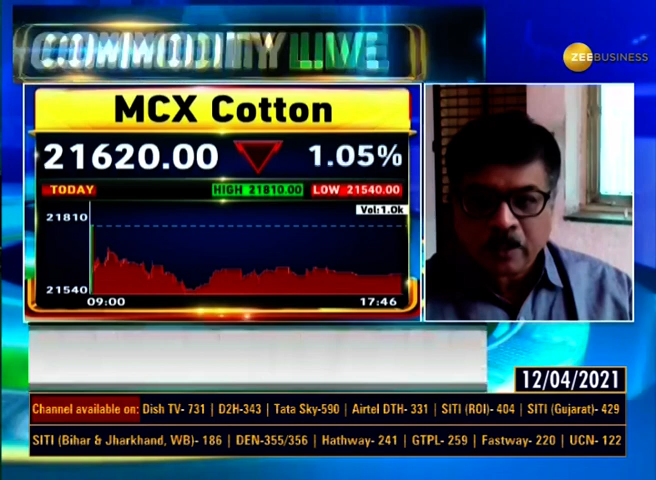 COMMODITY LIVE
ZEE BUSINESS
MCX Cotton
21620.00 1.05%
TODAY HIGH 21810.00 LOW 21540.00
Vol:1.0k
21810
21540
09:00 17:46
12/04/2021
Channel available on: Dish TV- 731 | D2H-343 | Tata Sky-590 | Airtel DTH- 331 | SITI (ROI)- 404 | SITI (Gujarat)- 429
SITI (Bihar & Jharkhand, WB)- 186 | DEN-355/356 | Hathway- 241 | GTPL- 259 | Fastway- 220 | UCN- 122